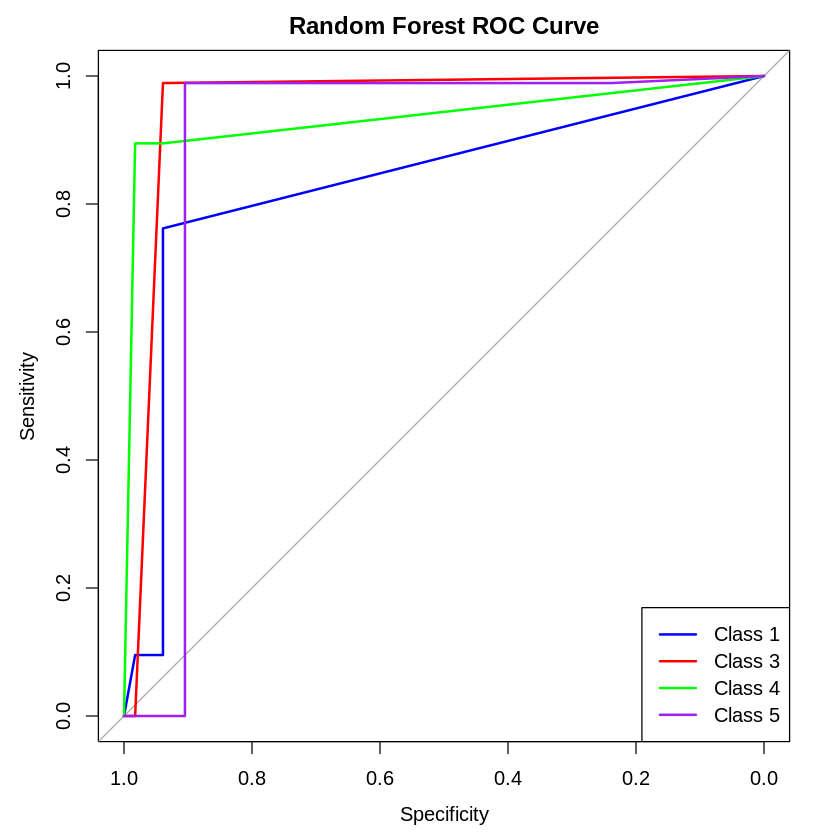 Random Forest ROC Curve
1.0
0.8
0.6
0.4
0.2
0.0
Sensitivity
Class 1
Class 3
Class 4
Class 5
1.0 0.8 0.6 0.4 0.2 0.0
Specificity